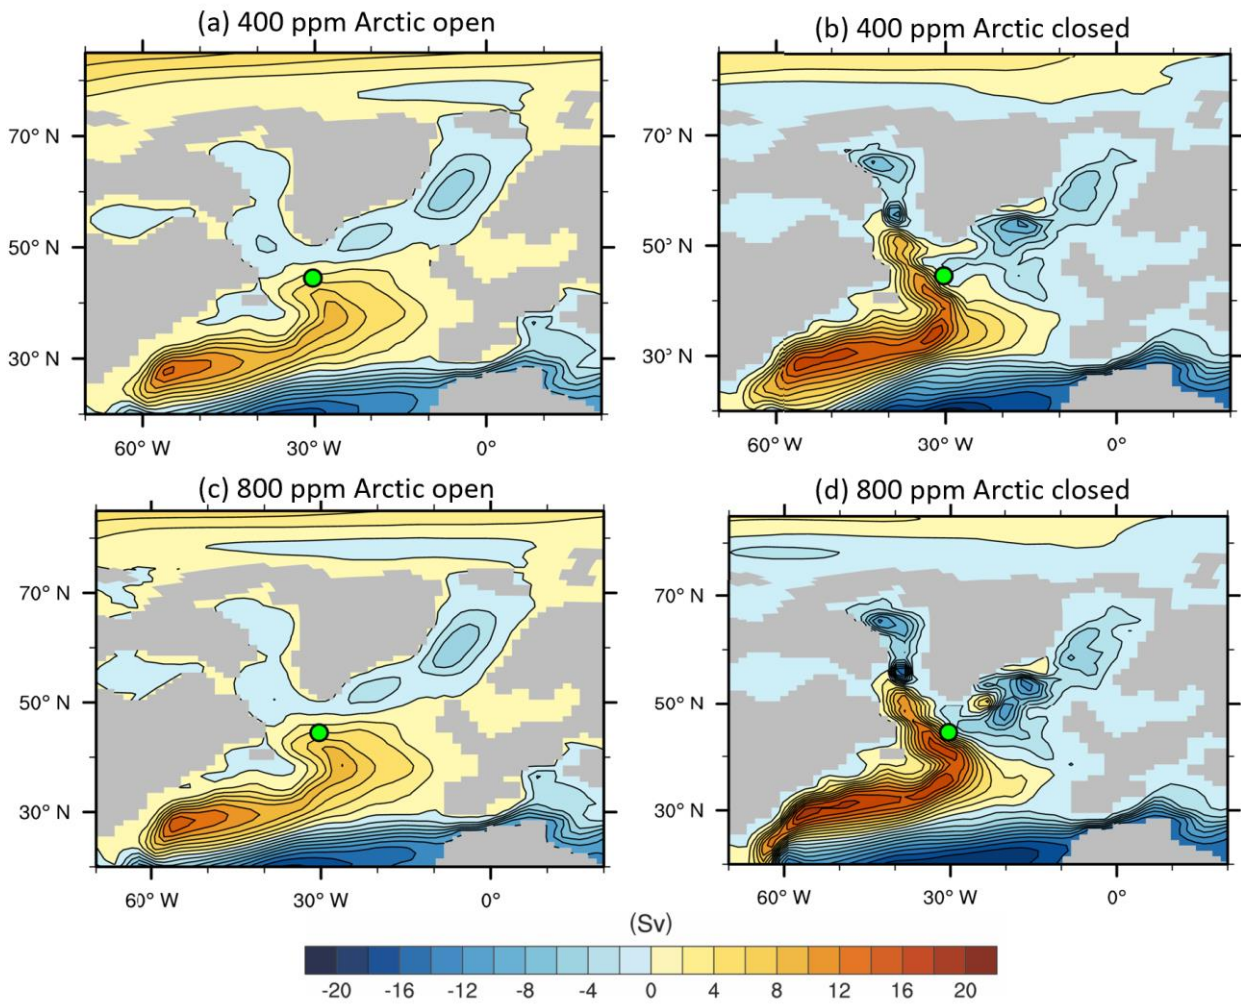 (a) 400 ppm Arctic open
(b) 400 ppm Arctic closed
70° N
50° N
30° N
60° W
30° W
0°
70° N
50° N
30° N
60° W
30° W
0°
(c) 800 ppm Arctic open
(d) 800 ppm Arctic closed
70° N
50° N
30° N
60° W
30° W
0°
70° N
50° N
30° N
60° W
30° W
0°
(Sv)
-20 -16 -12 -8 -4 0 4 8 12 16 20